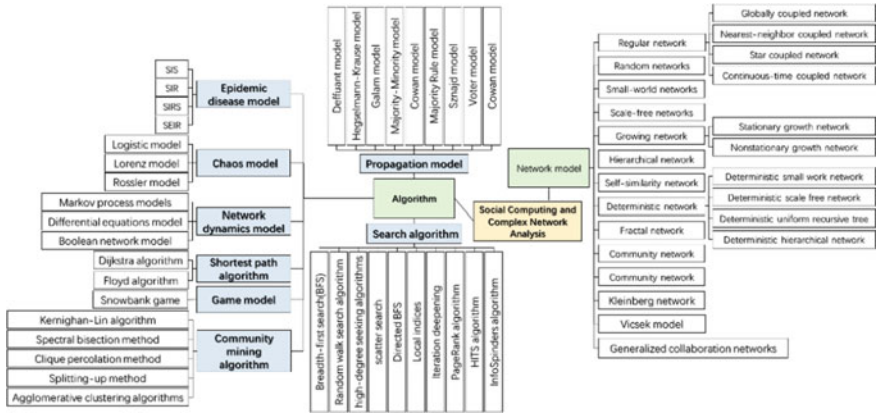 SIS
SIR
SIRS
SEIR
Epidemic
disease model
Logistic model
Lorenz model
Rossler model
Chaos model
Markov process models
Differential equations model
Boolean network model
Network
dynamics model
Dijkstra algorithm
Floyd algorithm
Shortest path
algorithm
Snowbank game
Game model
Kernighan-Lin algorithm
Spectral bisection method
Clique percolation method
Splitting-up method
Agglomerative clustering algorithms
Community
mining algorithm
Deffuant model
Hegselmann-Krause model
Galam model
Majority-Minority model
Cowan model
Majority Rule model
Sznajd model
Voter model
Cowan model
Propagation model
Algorithm
Search algorithm
Breadth-first search(BFS)
Random walk search algorithm
high-degree seeking algorithms
scatter search
Directed BFS
Local indices
Iteration deepening
PageRank algorithm
HITS algorithm
InfoSpinders algorithm
Social Computing and
Complex Network
Analysis
Network model
Regular network
Random networks
Small-world networks
Scale-free networks
Growing network
Hierarchical network
Self-similarity network
Deterministic network
Fractal network
Community network
Community network
Kleinberg network
Vicsek model
Generalized collaboration networks
Globally coupled network
Nearest-neighbor coupled network
Star coupled network
Continuous-time coupled network
Stationary growth network
Nonstationary growth network
Deterministic small work network
Deterministic scale free network
Deterministic uniform recursive tree
Deterministic hierarchical network